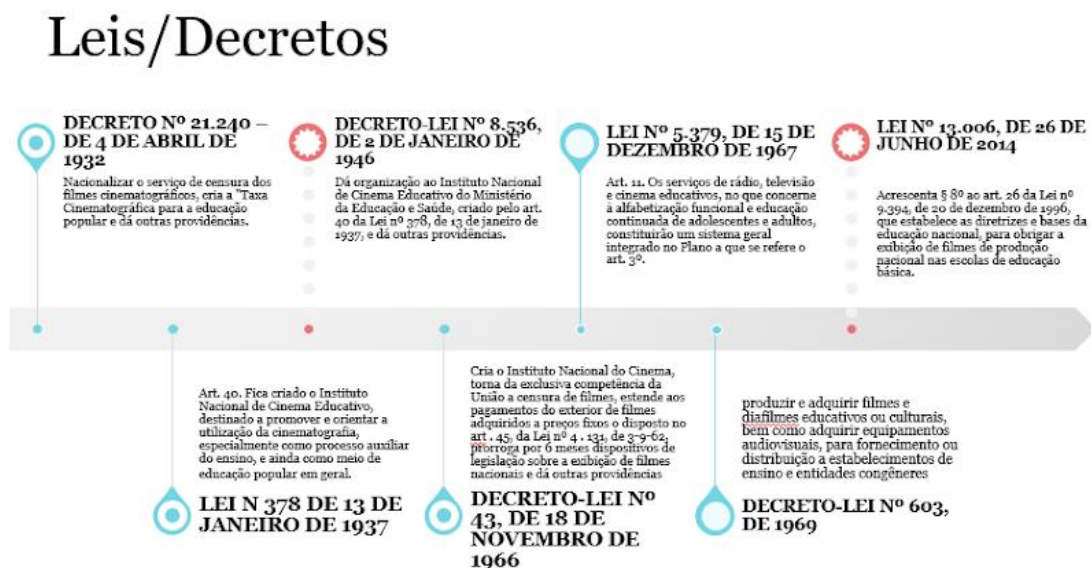 Leis/Decretos
DECRETO Nº 21.240 –
DE 4 DE ABRIL DE
1932
Nacionalizar o serviço de censura dos
filmes cinematográficos, cria a "Taxa
Cinematográfica para a educação
popular e dá outras providências.
DECRETO-LEI Nº 8.536,
DE 2 DE JANEIRO DE
1946
Dá organização ao Instituto Nacional
de Cinema Educativo do Ministério
da Educação e Saúde, criado pelo art.
40 da Lei nº 378, de 13 de janeiro de
1937, e dá outras providências.
LEI Nº 5.379, DE 15 DE
DEZEMBRO DE 1967
Art. 11. Os serviços de rádio, televisão
e cinema educativos, no que concerne
à alfabetização funcional e educação
continuada de adolescentes e adultos,
constituirão um sistema geral
integrado no Plano a que se refere o
art. 3º.
LEI Nº 13.006, DE 26 DE
JUNHO DE 2014
Acrescenta § 8º ao art. 26 da Lei nº
9.394, de 20 de dezembro de 1996,
que estabelece as diretrizes e bases da
educação nacional, para obrigar a
exibição de filmes de produção
nacional nas escolas de educação
básica.
Art. 40. Fica criado o Instituto
Nacional de Cinema Educativo,
destinado a promover e orientar a
utilização da cinematografia,
especialmente como processo auxiliar
do ensino, e ainda como meio de
educação popular em geral.
LEI N 378 DE 13 DE
JANEIRO DE 1937
Cria o Instituto Nacional do Cinema,
torna da exclusiva competência da
União a censura de filmes, estende aos
pagamentos do exterior de filmes
adquiridos a preços fixos o disposto no
art . 45, da Lei nº 4 . 131, de 3-9-62,
prorroga por 6 meses dispositivos de
legislação sobre a exibição de filmes
nacionais e dá outras providências
DECRETO-LEI Nº
43, DE 18 DE
NOVEMBRO DE
1966
produzir e adquirir filmes e
diafilmes educativos ou culturais,
bem como adquirir equipamentos
audiovisuais, para fornecimento ou
distribuição a estabelecimentos de
ensino e entidades congêneres
DECRETO-LEI Nº 603,
DE 1969